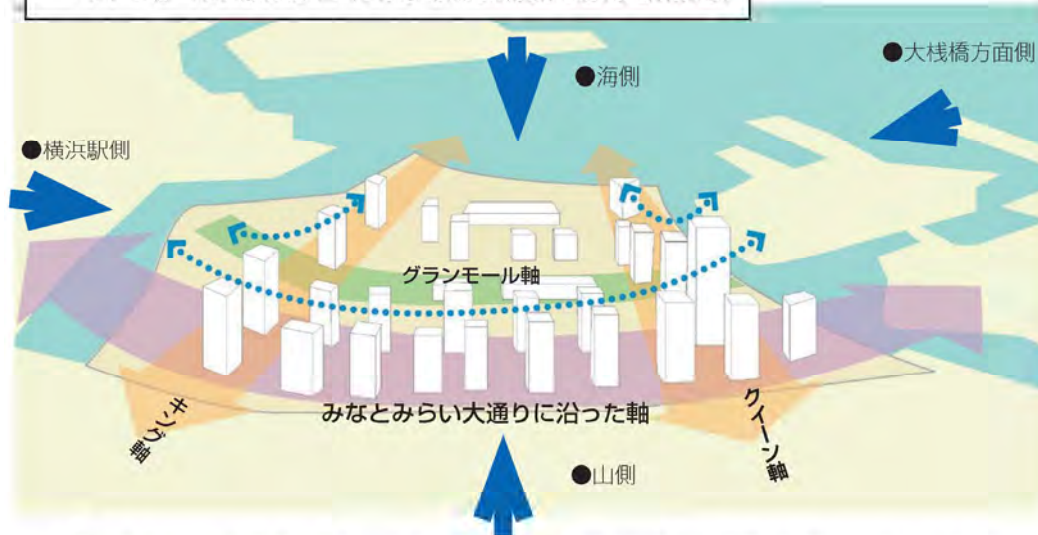 ●海側
●大桟橋方面側
●横浜駅側
グランモール軸
みなとみらい大通りに沿った軸
キング軸
クイーン軸
●山側